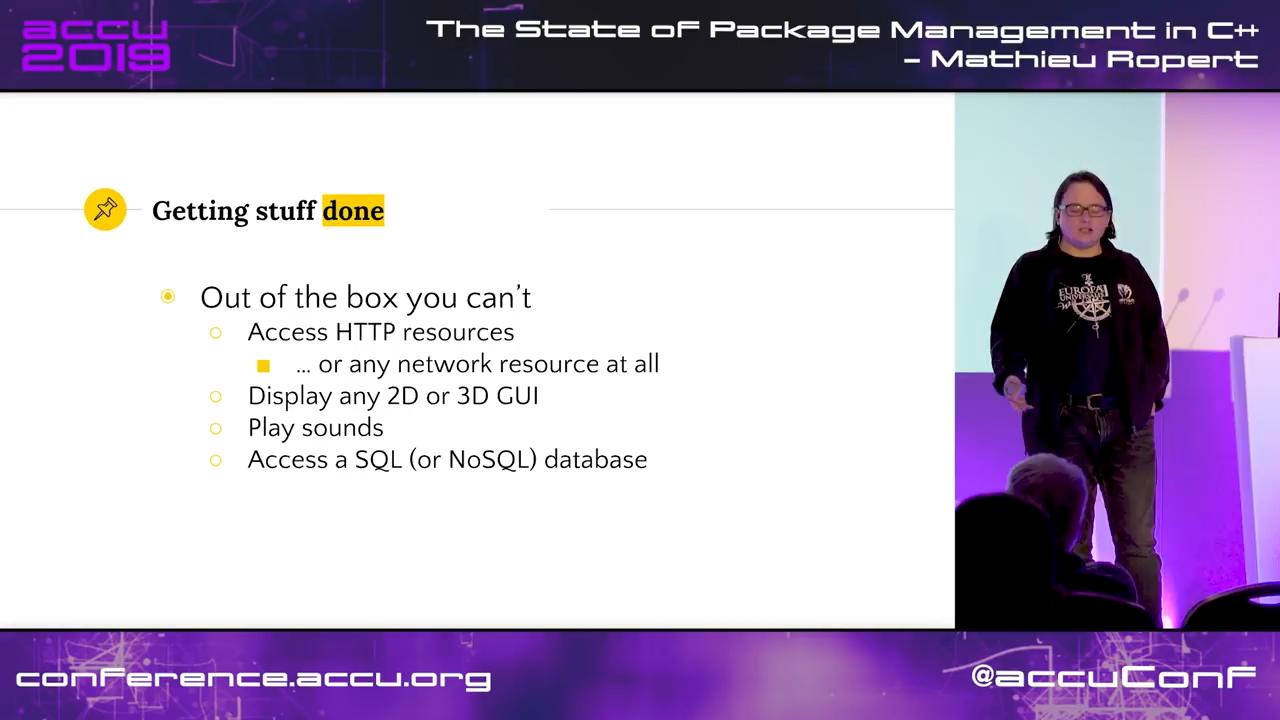 accu
2019
The State of Package Management in C++
– Mathieu Ropert
Getting stuff done
Out of the box you can't
Access HTTP resources
... or any network resource at all
Display any 2D or 3D GUI
Play sounds
Access a SQL (or NoSQL) database
EUROPA
UNIVERSALIS
conference.accu.org
@accuConf